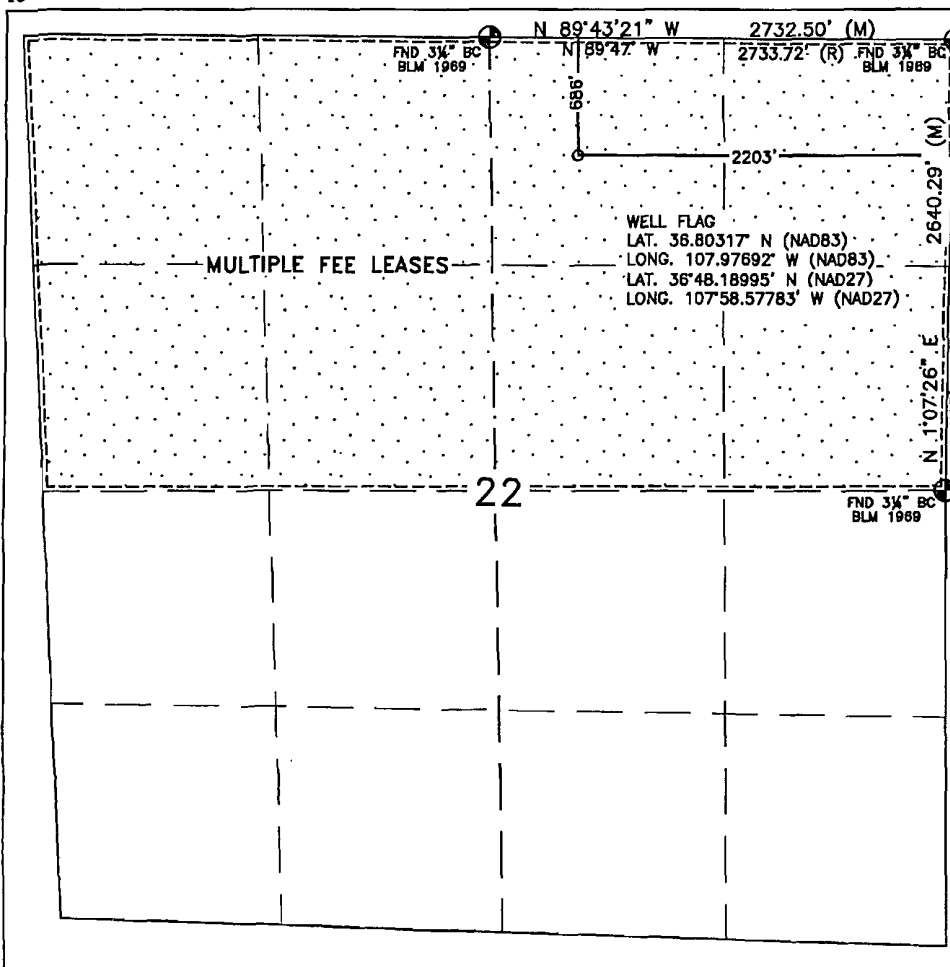 N 89°43'21" W 2732.50' (M)
N 89°47' W 2733.72' (R)
FND 3¼" BC
BLM 1969
FND 3¼" BC
BLM 1969
686'
2203'
2640.29' (M)
WELL FLAG
LAT. 36.80317° N (NAD83)
LONG. 107.97692° W (NAD83)
LAT. 36°48.18995' N (NAD27)
LONG. 107°58.57783' W (NAD27)
MULTIPLE FEE LEASES
N 1°07'26" E
22
FND 3¼" BC
BLM 1969